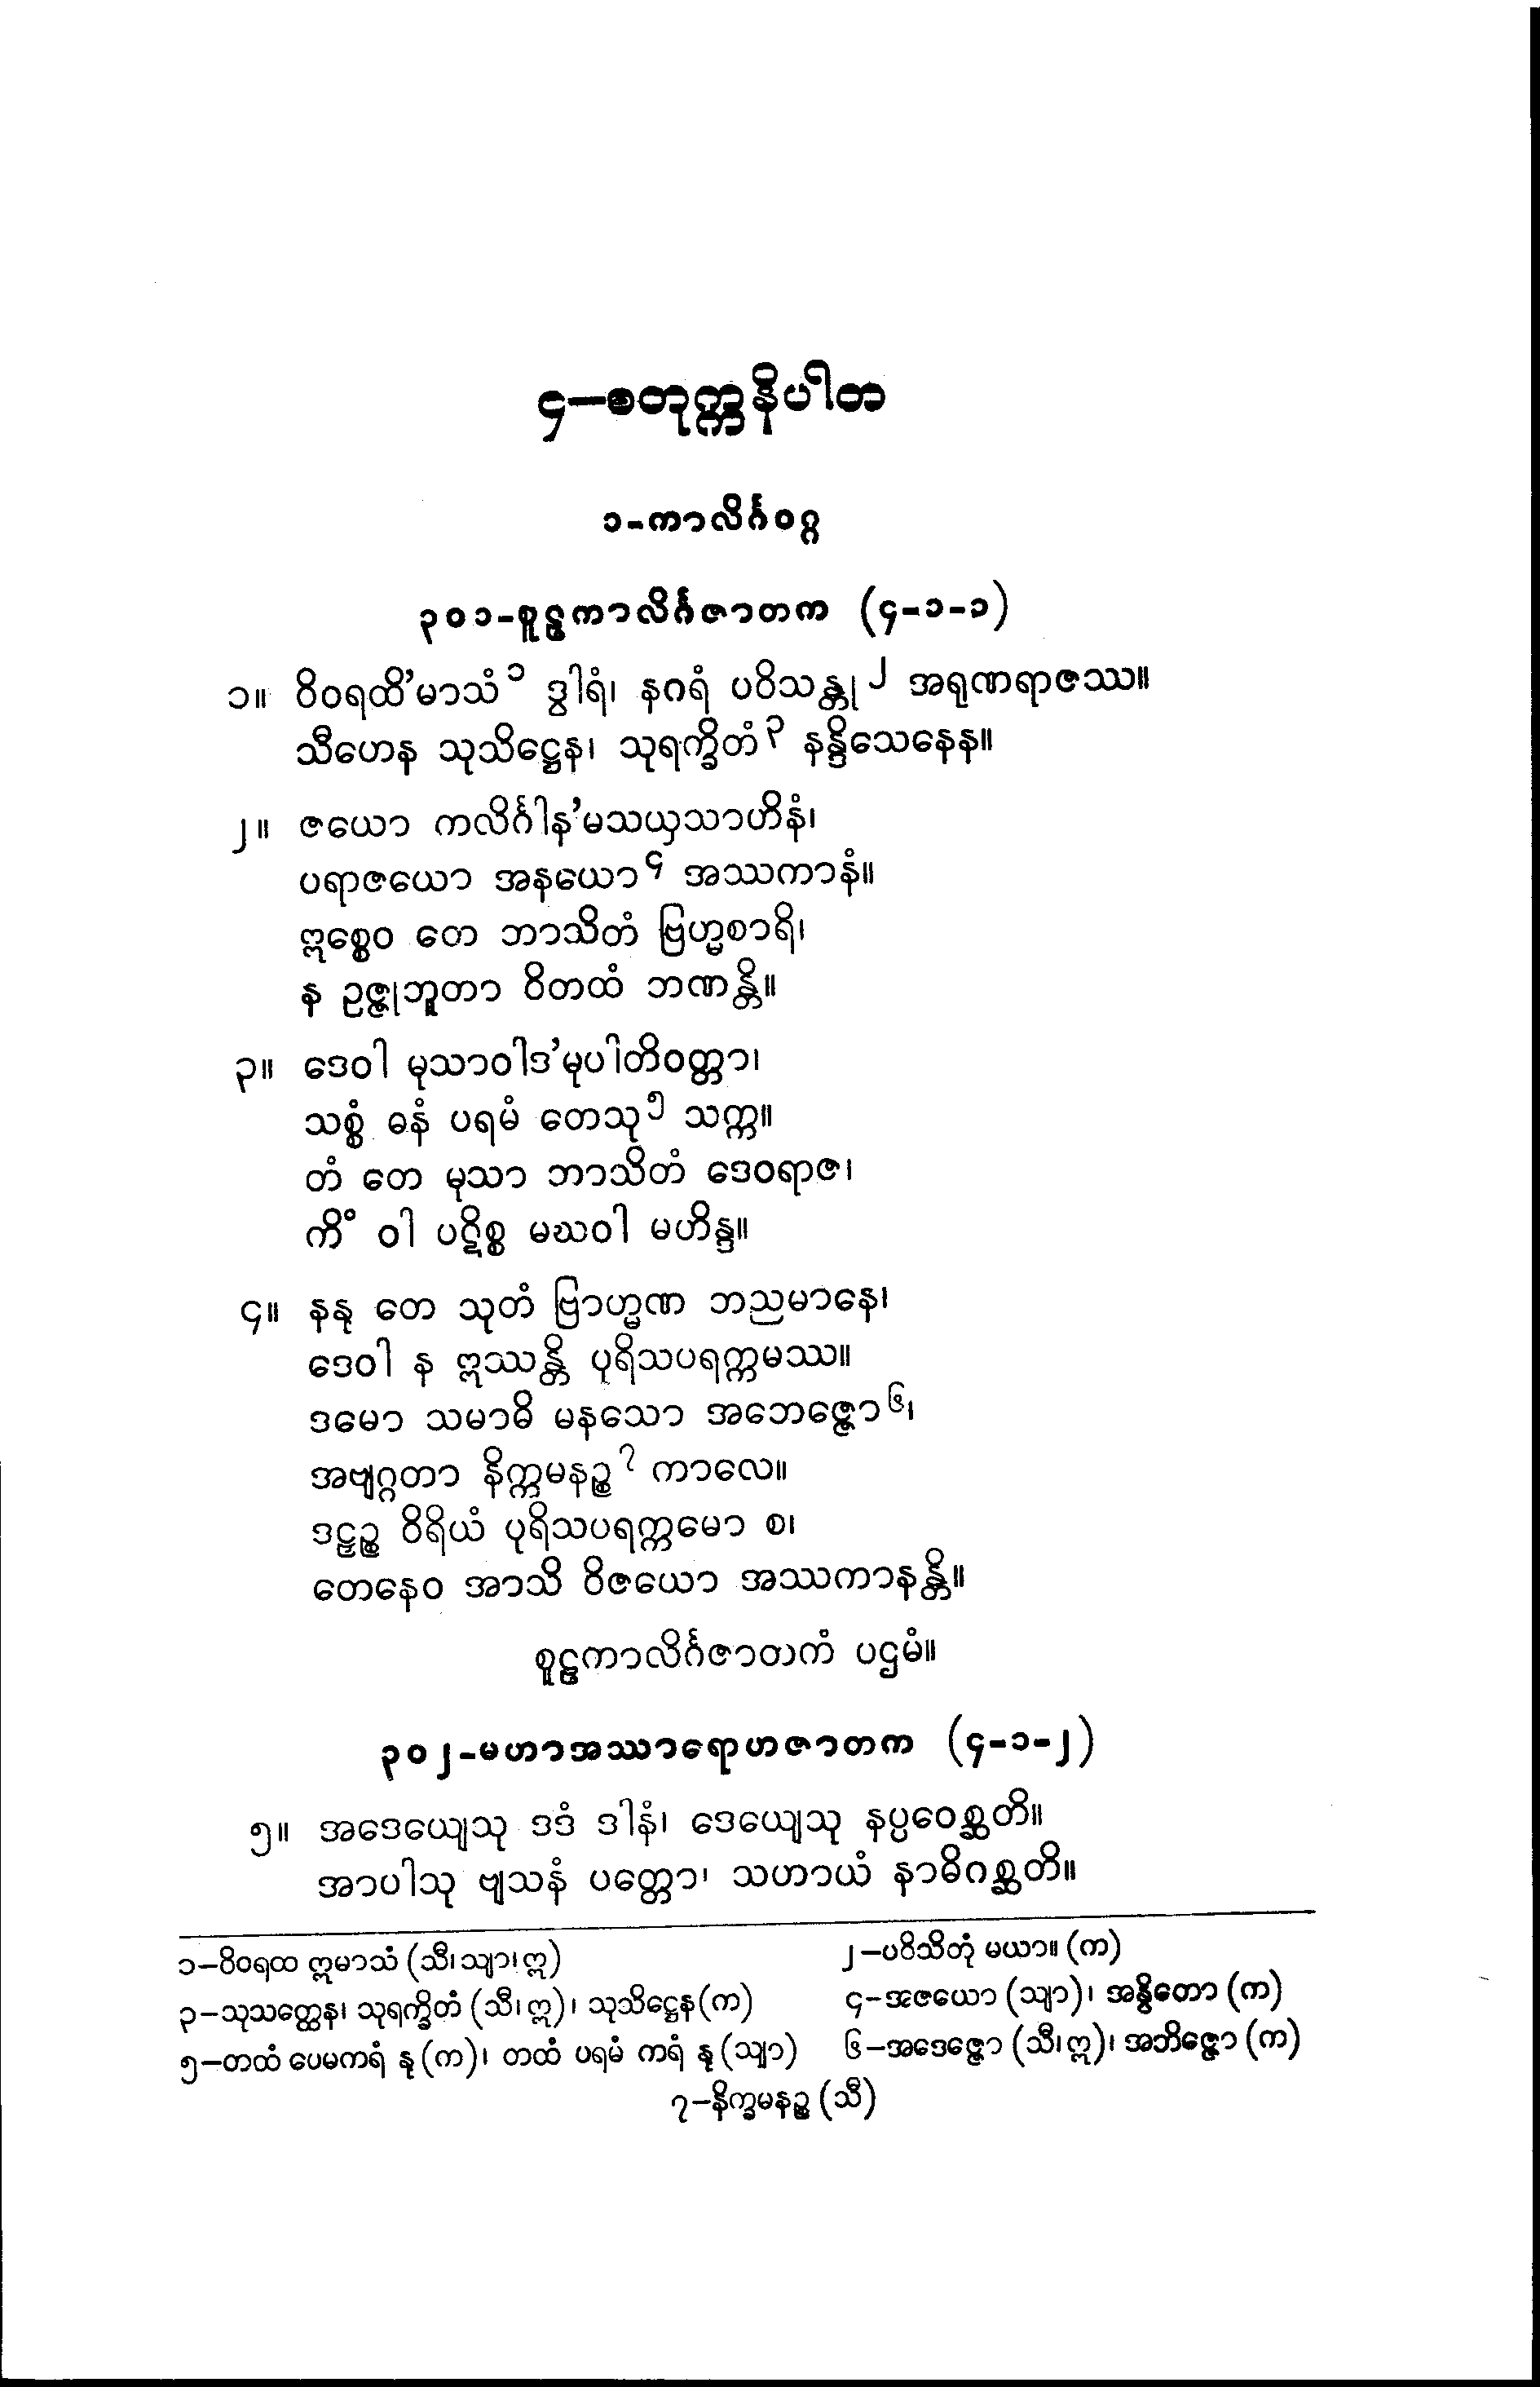 ၄–စတုက္ကနိပါတ
၁-ကာလိင်္ဂဝဂ္ဂ
၃၀၁-စူဠကာလိင်္ဂဇာတက (၄-၁-၁)
၁။ ဝိဝရထိ’မာသံ၁ ဒွါရံ၊ နဂရံ ပဝိသန္တု၂ အရုဏရာဇဿ။
သီဟေန သုသိဋ္ဌေန၊ သုရက္ခိတံ၃ နန္ဒိသေနေန။
၂။ ဇယော ကလိင်္ဂါန’မသယှသာဟိနံ၊
ပရာဇယော အနယော၄ အဿကာနံ။
ဣစ္စေဝ တေ ဘာသိတံ ဗြဟ္မစာရိ၊
န ဥဇ္ဇုဘူတာ ဝိတထံ ဘဏန္တိ။
၃။ ဒေဝါ မုသာဝါဒ’မုပါတိဝတ္တာ၊
သစ္စံ ဓနံ ပရမံ တေသု၅ သက္က။
တံ တေ မုသာ ဘာသိတံ ဒေဝရာဇ၊
ကိံ ဝါ ပဋိစ္စ မဃဝါ မဟိန္ဒ။
၄။ နနု တေ သုတံ ဗြာဟ္မဏ ဘညမာနေ၊
ဒေဝါ န ဣဿန္တိ ပုရိသပရက္ကမဿ။
ဒမော သမာဓိ မနသော အဘေဇ္ဇော၆၊
အဗျဂ္ဂတာ နိက္ကမနဉ္စ၇ ကာလေ။
ဒဠှဉ္စ ဝီရိယံ ပုရိသပရက္ကမော စ၊
တေနေဝ အာသိ ဝိဇယော အဿကာနန္တိ။
စူဠကာလိင်္ဂဇာတကံ ပဌမံ။
၃၀၂-မဟာအဿာရောဟဇာတက (၄-၁-၂)
၅။ အဒေယျေသု ဒဒံ ဒါနံ၊ ဒေယျေသု နပ္ပဝေစ္ဆတိ။
အာပါသု ဗျသနံ ပတ္တော၊ သဟာယံ နာဓိဂစ္ဆတိ။
၁–ဝိဝရထ ဣမာသံ (သီ၊သျာ၊ဣ) ၂–ပဝိသိတုံ မယာ။ (က)
၃–သုသတ္ထေန၊ သုရက္ခိတံ (သီ၊ဣ)၊ သုသိဋ္ဌေန(က) ၄–အဇယော (သျာ)၊ အနွိတော (က)
၅–တထံ ပေမကရံ နု (က)၊ တထံ ပရမံ ကရံ နု (သျာ) ၆–အဒေဇ္ဈော (သီ၊ဣ)၊ အဘိဇ္ဇော (က)
၇–နိက္ခမနဉ္စ (သီ)